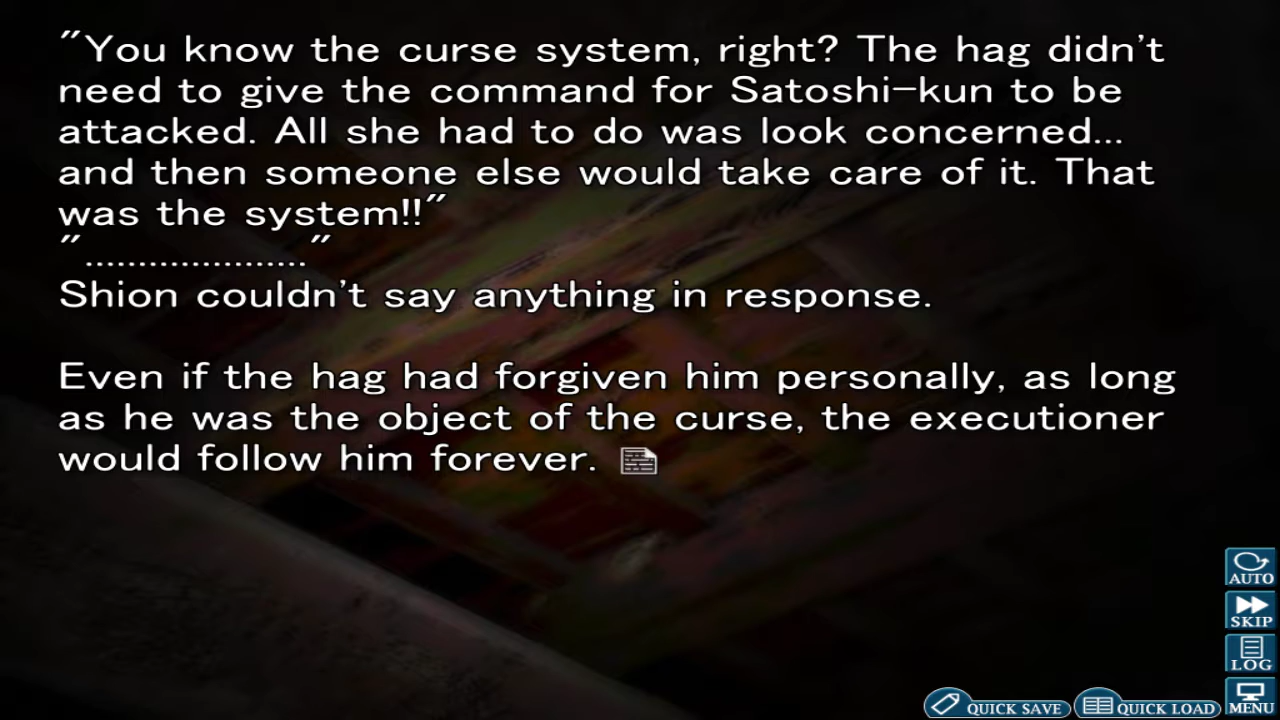 "You know the curse system, right? The hag didn't
need to give the command for Satoshi-kun to be
attacked. All she had to do was look concerned...
and then someone else would take care of it. That
was the system!!"
"....................."
Shion couldn't say anything in response.
Even if the hag had forgiven him personally, as long
as he was the object of the curse, the executioner
would follow him forever.
AUTO
SKIP
LOG
QUICK SAVE QUICK LOAD MENU